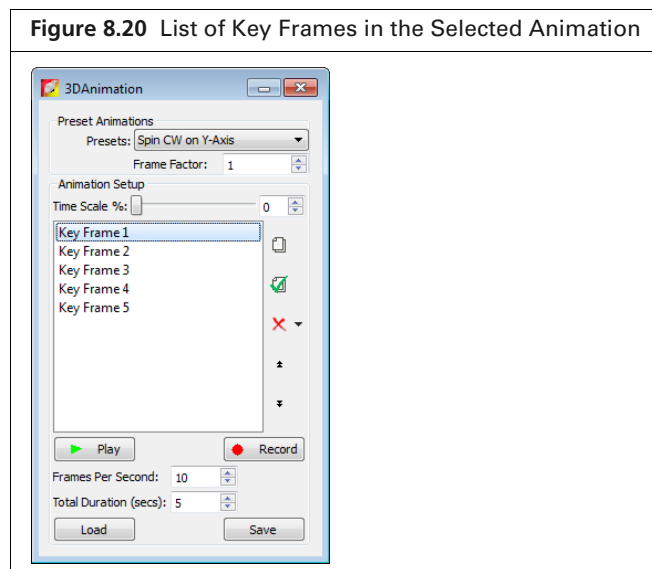 Figure 8.20 List of Key Frames in the Selected Animation
3DAnimation
Preset Animations
Presets: Spin CW on Y-Axis
Frame Factor: 1
Animation Setup
Time Scale %: 0
Key Frame 1
Key Frame 2
Key Frame 3
Key Frame 4
Key Frame 5
Play Record
Frames Per Second: 10
Total Duration (secs): 5
Load Save